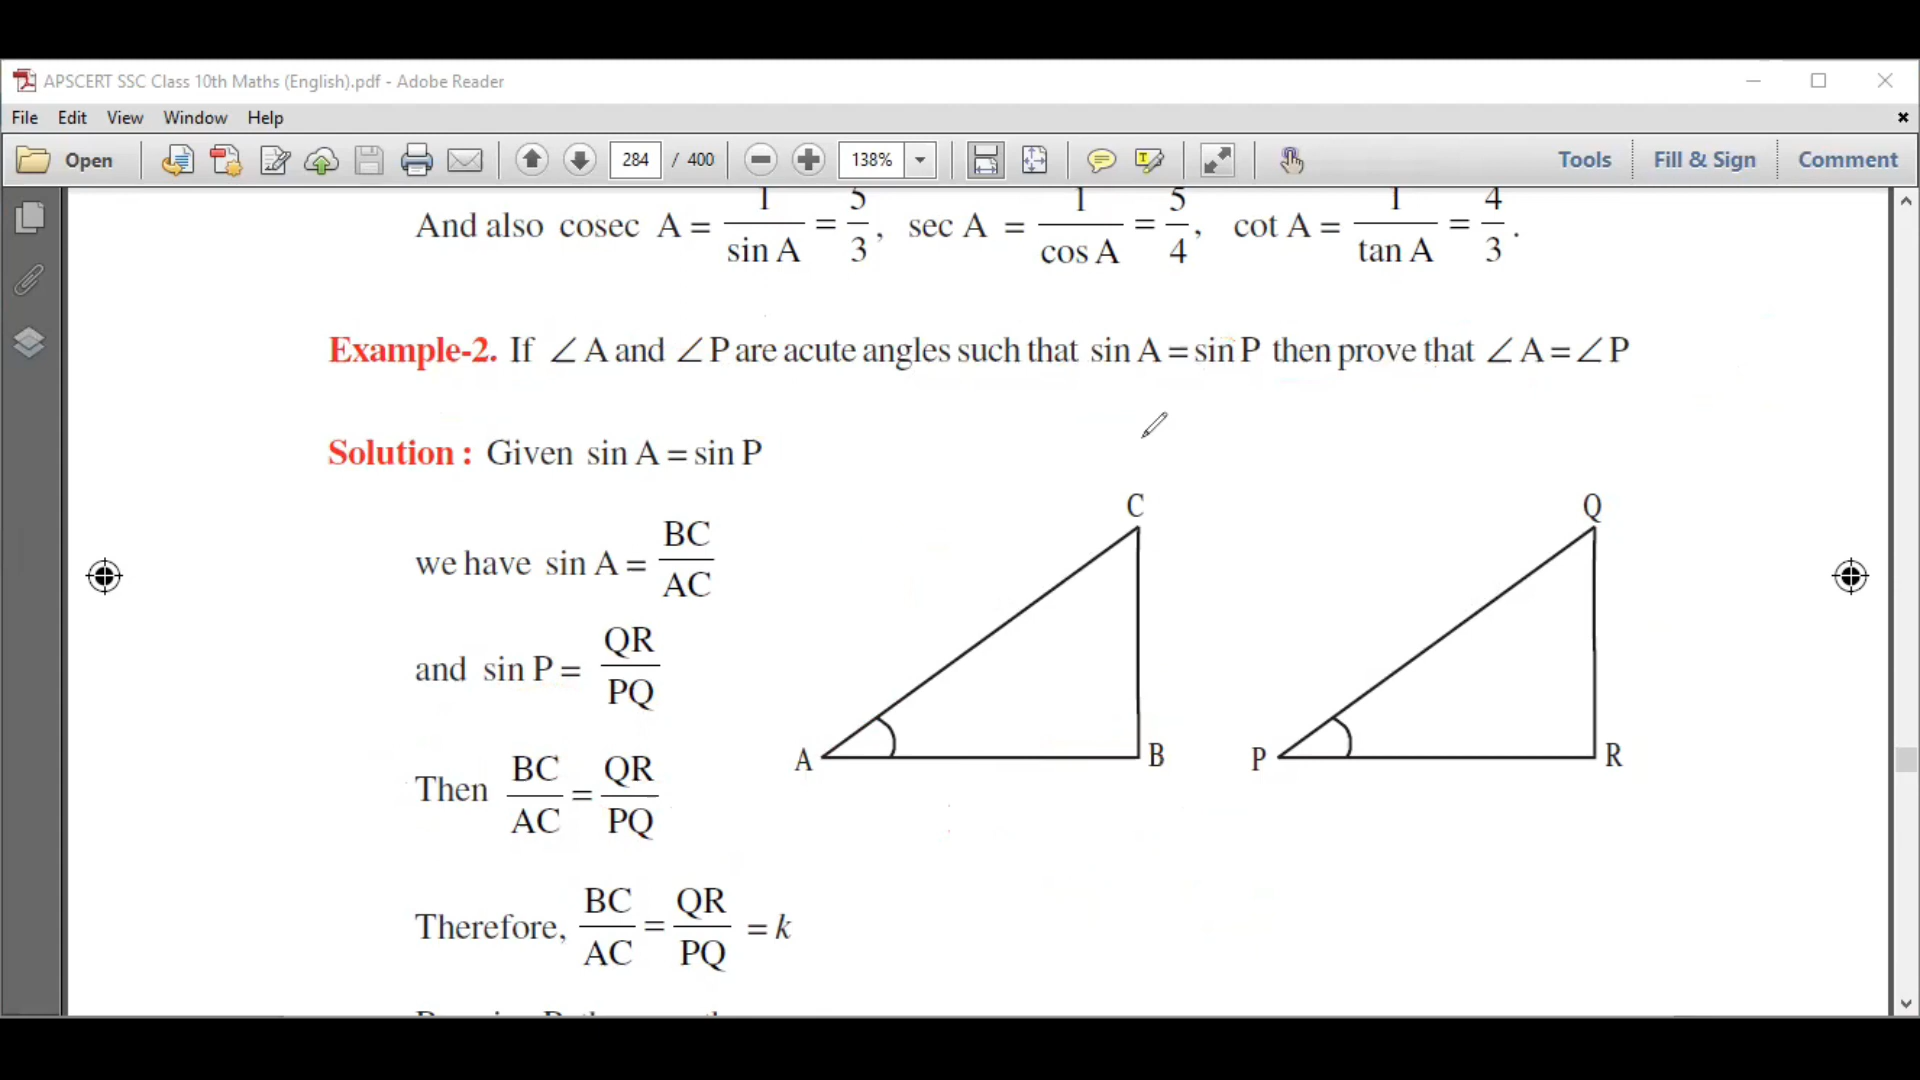 APSCERT SSC Class 10th Maths (English).pdf - Adobe Reader
File Edit View Window Help
Open 284 / 400 138% Tools Fill & Sign Comment
And also cosec A = 1/sin A = 5/3, sec A = 1/cos A = 5/4, cot A = 1/tan A = 4/3.
Example-2. If ∠A and ∠P are acute angles such that sin A = sin P then prove that ∠A = ∠P
Solution : Given sin A = sin P
we have sin A = BC/AC
and sin P = QR/PQ
Then BC/AC = QR/PQ
Therefore, BC/AC = QR/PQ = k
C
A
B
Q
P
R